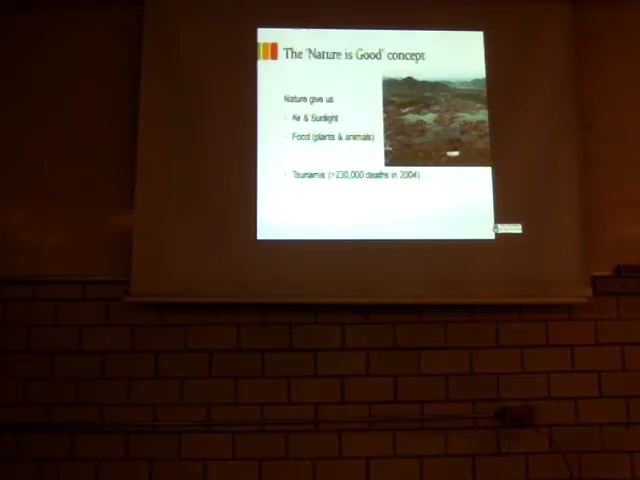 The 'Nature is Good' concept
Nature give us
Air & Sunlight
Food (plants & animals)
Tsunamis (>230,000 deaths in 2004)